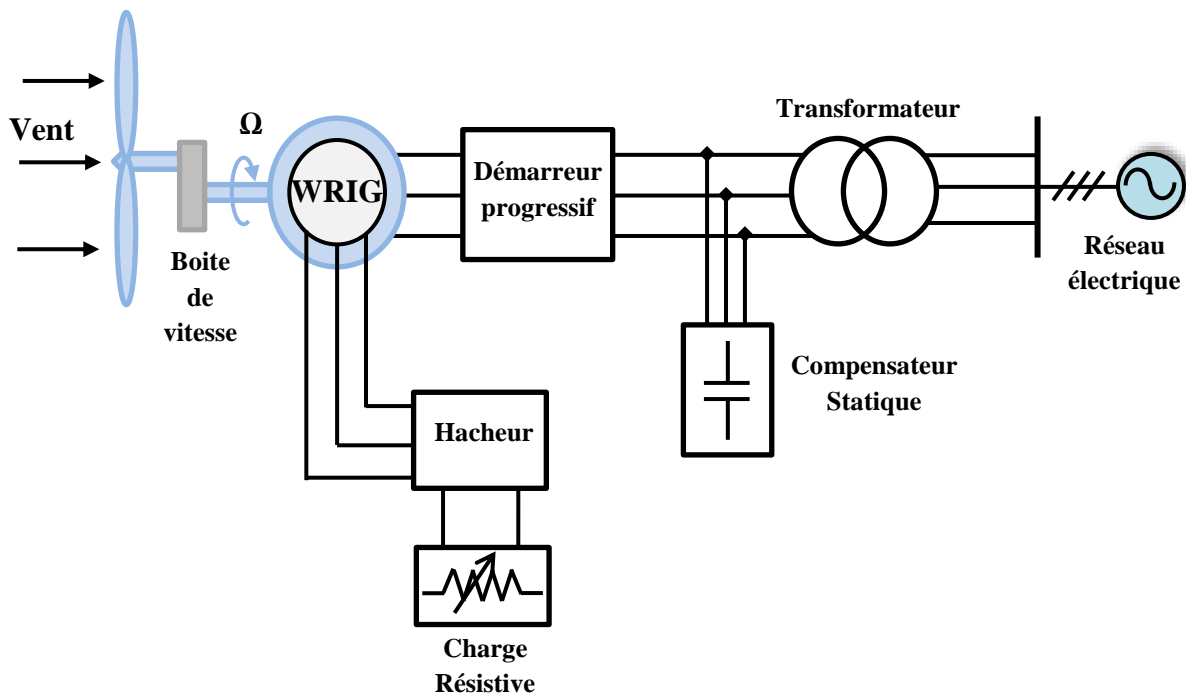 Vent
Ω
WRIG
Boite
de
vitesse
Démarreur
progressif
Transformateur
Réseau
électrique
Compensateur
Statique
Hacheur
Charge
Résistive